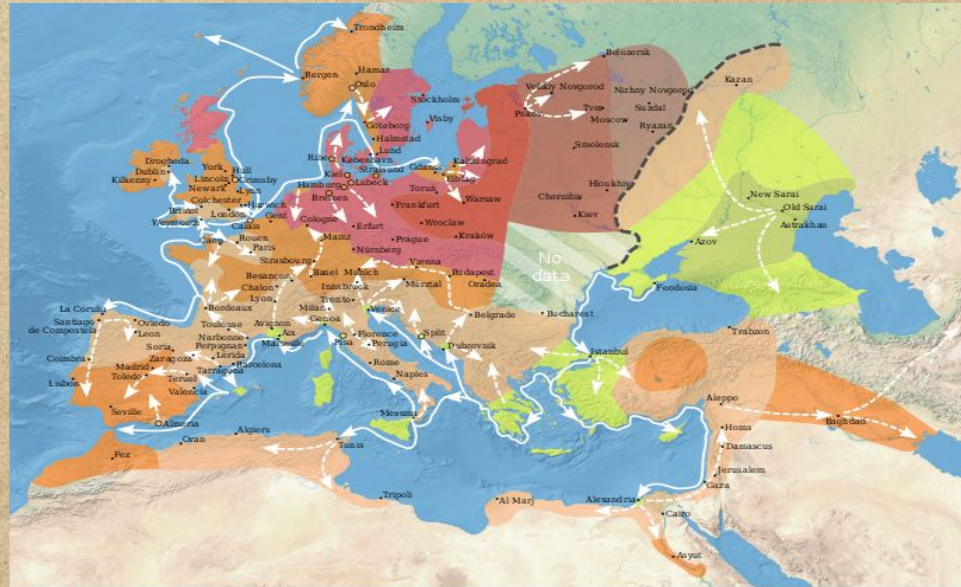 Trondheim
Hamar
Bergen
Oslo
Stockholm
Visby
Göteborg
Halmstad
Lund
København
Ribe
Stralsund
Kiel
Lübeck
Hamburg
Bremen
Gdansk
Kaliningrad
Elblag
Toruń
Warsaw
Frankfurt
Wrocław
Kraków
Erfurt
Prague
Nürnberg
Cologne
Mainz
Belozersk
Velikiy Novgorod
Nizhny Novgorod
Pskov
Tver
Suzdal
Moscow
Ryazan
Smolensk
Kazan
Chernihiv
Hloukhiv
Kiev
New Sarai
Old Sarai
Astrakhan
Azov
Feodosia
No
data
Drogheda
Dublin
Kilkenny
York
Hull
Lincoln
Grimsby
Newark
Lynn
Colchester
Harwich
Bristol
London
Weymouth
Calais
Gent
Caen
Rouen
Paris
Strasbourg
Besançon
Basel
Munich
Vienna
Innsbruck
Mürztal
Budapest
Oradea
Chalon
Lyon
Trento
Milan
Venice
Belgrade
Bucharest
Bordeaux
Genoa
Avignon
Aix
Toulouse
Narbonne
Marseille
Perpignan
Pisa
Florence
Perugia
Split
Dubrovnik
La Coruña
Santiago
de Compostela
Oviedo
Leon
Soria
Zaragoza
Lerida
Barcelona
Tarragona
Coimbra
Madrid
Toledo
Teruel
Valencia
Lisbon
Seville
Almeria
Rome
Naples
Messina
Istanbul
Trabzon
Aleppo
Baghdad
Homs
Damascus
Jerusalem
Gaza
Fez
Oran
Algiers
Tunis
Tripoli
Al Marj
Alexandria
Cairo
Asyut